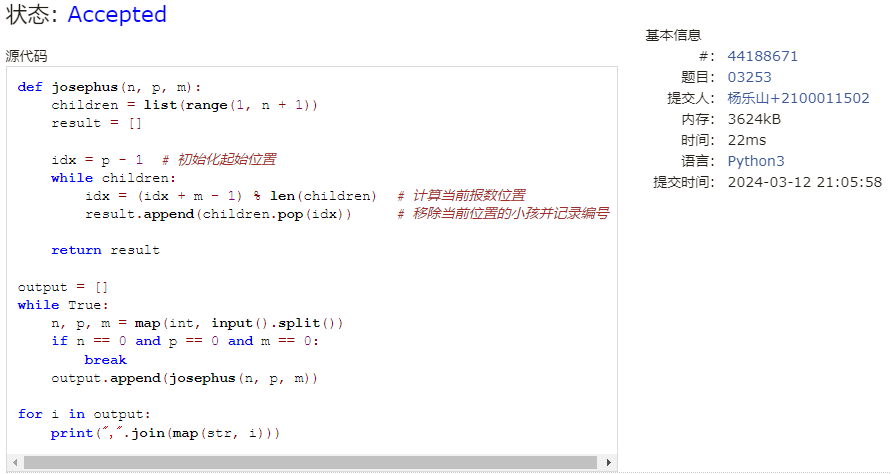 状态: Accepted
源代码
def josephus(n, p, m):
    children = list(range(1, n + 1))
    result = []
    idx = p - 1  # 初始化起始位置
    while children:
        idx = (idx + m - 1) % len(children)  # 计算当前报数位置
        result.append(children.pop(idx))     # 移除当前位置的小孩并记录编号
    return result
output = []
while True:
    n, p, m = map(int, input().split())
    if n == 0 and p == 0 and m == 0:
        break
    output.append(josephus(n, p, m))
for i in output:
    print(",".join(map(str, i)))
基本信息
#: 44188671
题目: 03253
提交人: 杨乐山+2100011502
内存: 3624kB
时间: 22ms
语言: Python3
提交时间: 2024-03-12 21:05:58